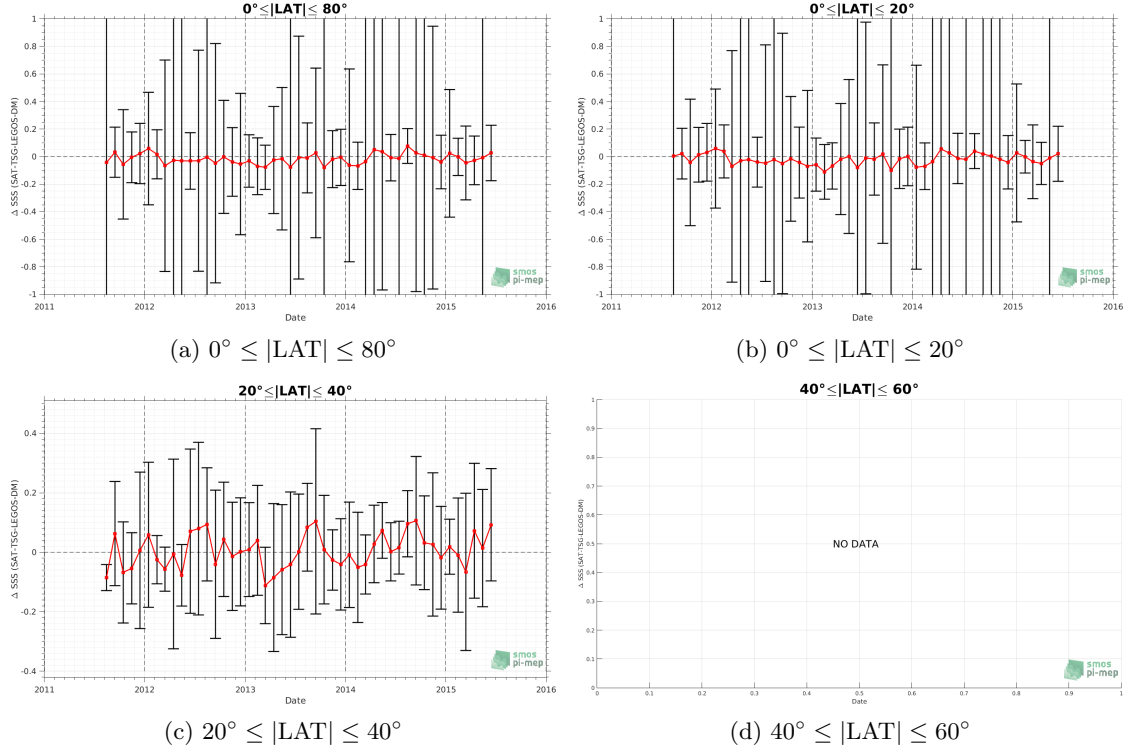 0°≤|LAT|≤ 80°
1
0.8
0.6
0.4
0.2
0
-0.2
-0.4
-0.6
-0.8
-1
Δ SSS (SAT-TSG-LEGOS-DM)
2011 2012 2013 2014 2015 2016
Date
smos
pi-mep
(a) 0° ≤ |LAT| ≤ 80°
0°≤|LAT|≤ 20°
1
0.8
0.6
0.4
0.2
0
-0.2
-0.4
-0.6
-0.8
-1
Δ SSS (SAT-TSG-LEGOS-DM)
2011 2012 2013 2014 2015 2016
Date
smos
pi-mep
(b) 0° ≤ |LAT| ≤ 20°
20°≤|LAT|≤ 40°
0.4
0.2
0
-0.2
-0.4
Δ SSS (SAT-TSG-LEGOS-DM)
2011 2012 2013 2014 2015 2016
Date
smos
pi-mep
(c) 20° ≤ |LAT| ≤ 40°
40°≤|LAT|≤ 60°
1
0.9
0.8
0.7
0.6
0.5
0.4
0.3
0.2
0.1
0
Δ SSS (SAT-TSG-LEGOS-DM)
NO DATA
0 0.1 0.2 0.3 0.4 0.5 0.6 0.7 0.8 0.9 1
Date
smos
pi-mep
(d) 40° ≤ |LAT| ≤ 60°